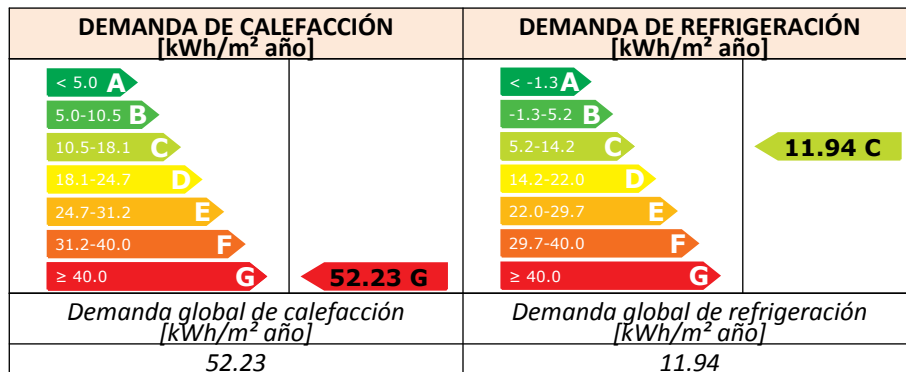 DEMANDA DE CALEFACCIÓN
[kWh/m² año]
DEMANDA DE REFRIGERACIÓN
[kWh/m² año]
< 5.0 A
5.0-10.5 B
10.5-18.1 C
18.1-24.7 D
24.7-31.2 E
31.2-40.0 F
≥ 40.0 G
52.23 G
< -1.3 A
-1.3-5.2 B
5.2-14.2 C
14.2-22.0 D
22.0-29.7 E
29.7-40.0 F
≥ 40.0 G
11.94 C
Demanda global de calefacción
[kWh/m² año]
Demanda global de refrigeración
[kWh/m² año]
52.23
11.94